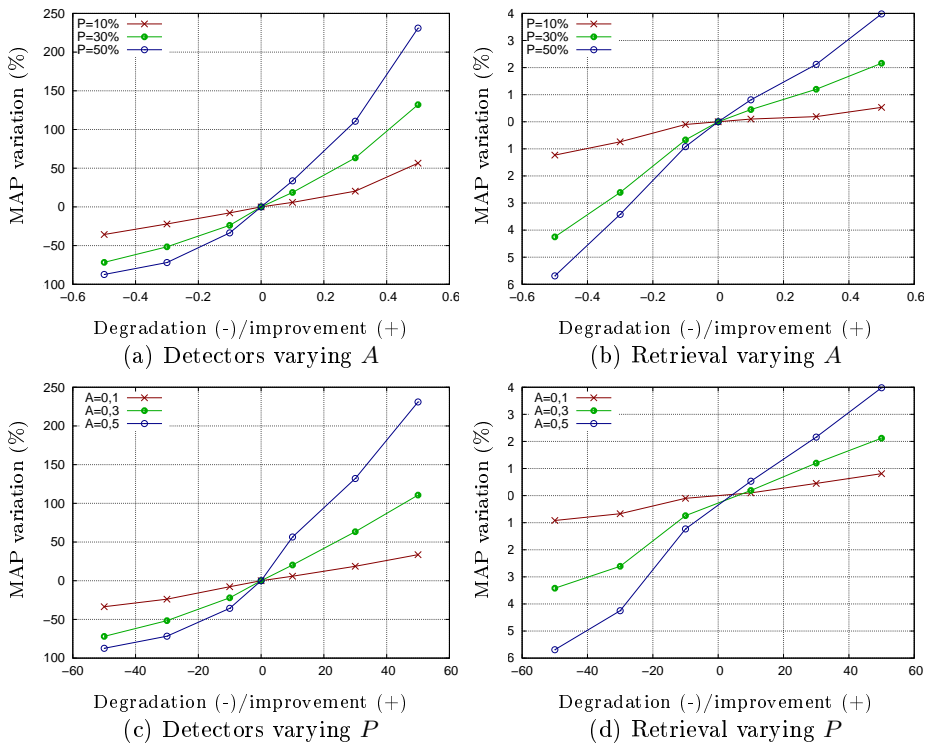 MAP variation (%)
250
200
150
100
50
0
−50
100
P=10%
P=30%
P=50%
−0.6 −0.4 −0.2 0 0.2 0.4 0.6
Degradation (-)/improvement (+)
(a) Detectors varying A
MAP variation (%)
4
3
2
1
0
1
2
3
4
5
6
P=10%
P=30%
P=50%
−0.6 −0.4 −0.2 0 0.2 0.4 0.6
Degradation (-)/improvement (+)
(b) Retrieval varying A
MAP variation (%)
250
200
150
100
50
0
−50
100
A=0,1
A=0,3
A=0,5
−60 −40 −20 0 20 40 60
Degradation (-)/improvement (+)
(c) Detectors varying P
MAP variation (%)
4
3
2
1
0
1
2
3
4
5
6
A=0,1
A=0,3
A=0,5
−60 −40 −20 0 20 40 60
Degradation (-)/improvement (+)
(d) Retrieval varying P